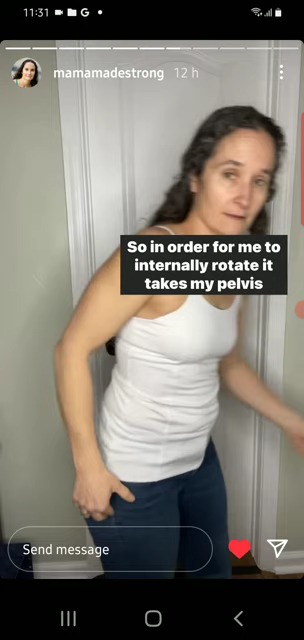 11:31
mamamadestrong 12 h
So in order for me to
internally rotate it
takes my pelvis
Send message